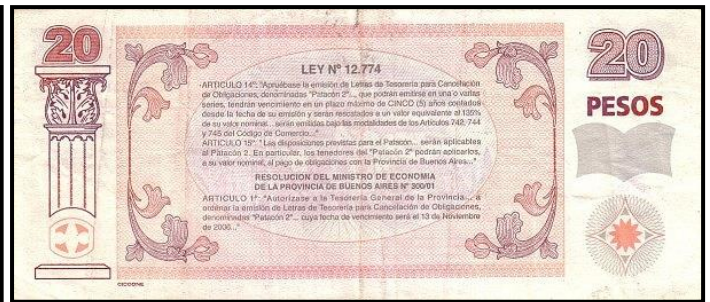 20
20
PESOS
LEY Nº 12.774
ARTICULO 14º: "Apruébase la emisión de Letras de Tesorería para Cancelación
de Obligaciones, denominadas "Patacón 2"..., que podrán emitirse en una o varias
series, tendrán vencimiento en un plazo máximo de CINCO (5) años contados
desde la fecha de su emisión y serán rescatados a un valor equivalente al 135%
de su valor nominal... serán emitidas bajo las modalidades de los Artículos 742, 744
y 745 del Código de Comercio..."
ARTICULO 15º: "Las disposiciones previstas para el Patacón... serán aplicables
al Patacón 2. En particular, los tenedores del "Patacón 2" podrán aplicarlos,
a su valor nominal, al pago de obligaciones con la Provincia de Buenos Aires..."
RESOLUCION DEL MINISTRO DE ECONOMIA
DE LA PROVINCIA DE BUENOS AIRES Nº 300/01
ARTICULO 1º: "Autorízase a la Tesorería General de la Provincia... a
ordenar la emisión de Letras de Tesorería para Cancelación de Obligaciones,
denominadas "Patacón 2"... cuya fecha de vencimiento será el 13 de Noviembre
de 2006..."
CICCONE